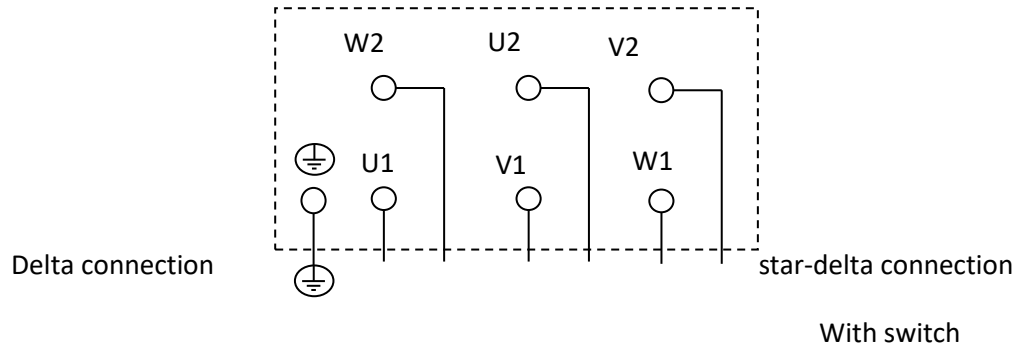 W2 U2 V2
U1 V1 W1
Delta connection star-delta connection
With switch